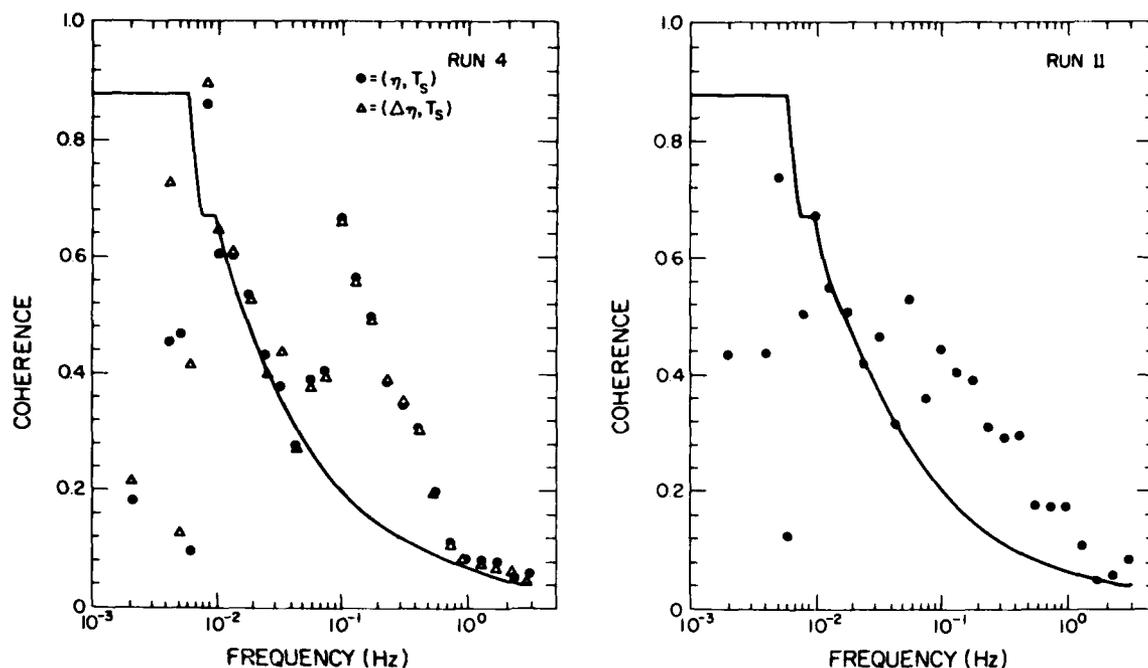 RUN 4
● = (η, T_S)
△ = (Δη, T_S)
1.0
0.8
0.6
0.4
0.2
0
COHERENCE
10⁻³ 10⁻² 10⁻¹ 10⁰
FREQUENCY (Hz)
RUN 11
1.0
0.8
0.6
0.4
0.2
0
COHERENCE
10⁻³ 10⁻² 10⁻¹ 10⁰
FREQUENCY (Hz)